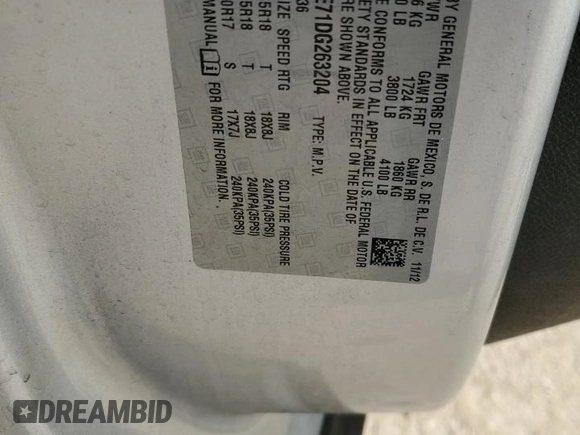 BY GENERAL MOTORS DE MEXICO, S. DE R.L. DE C.V. 11/12
VWR GAWR FRT GAWR RR
6 KG 1724 KG 1860 KG
0 LB 3800 LB 4100 LB
E CONFORMS TO ALL APPLICABLE U.S. FEDERAL MOTOR
ETY STANDARDS IN EFFECT ON THE DATE OF
RE SHOWN ABOVE.
E71DG263204 TYPE: M.P.V.
36
IZE SPEED RTG RIM COLD TIRE PRESSURE
5R18 T 18X8J 240KPA(35PSI)
5R18 T 18X8J 240KPA(35PSI)
0R17 S 17X7J 240KPA(35PSI)
MANUAL FOR MORE INFORMATION.
DREAMBID